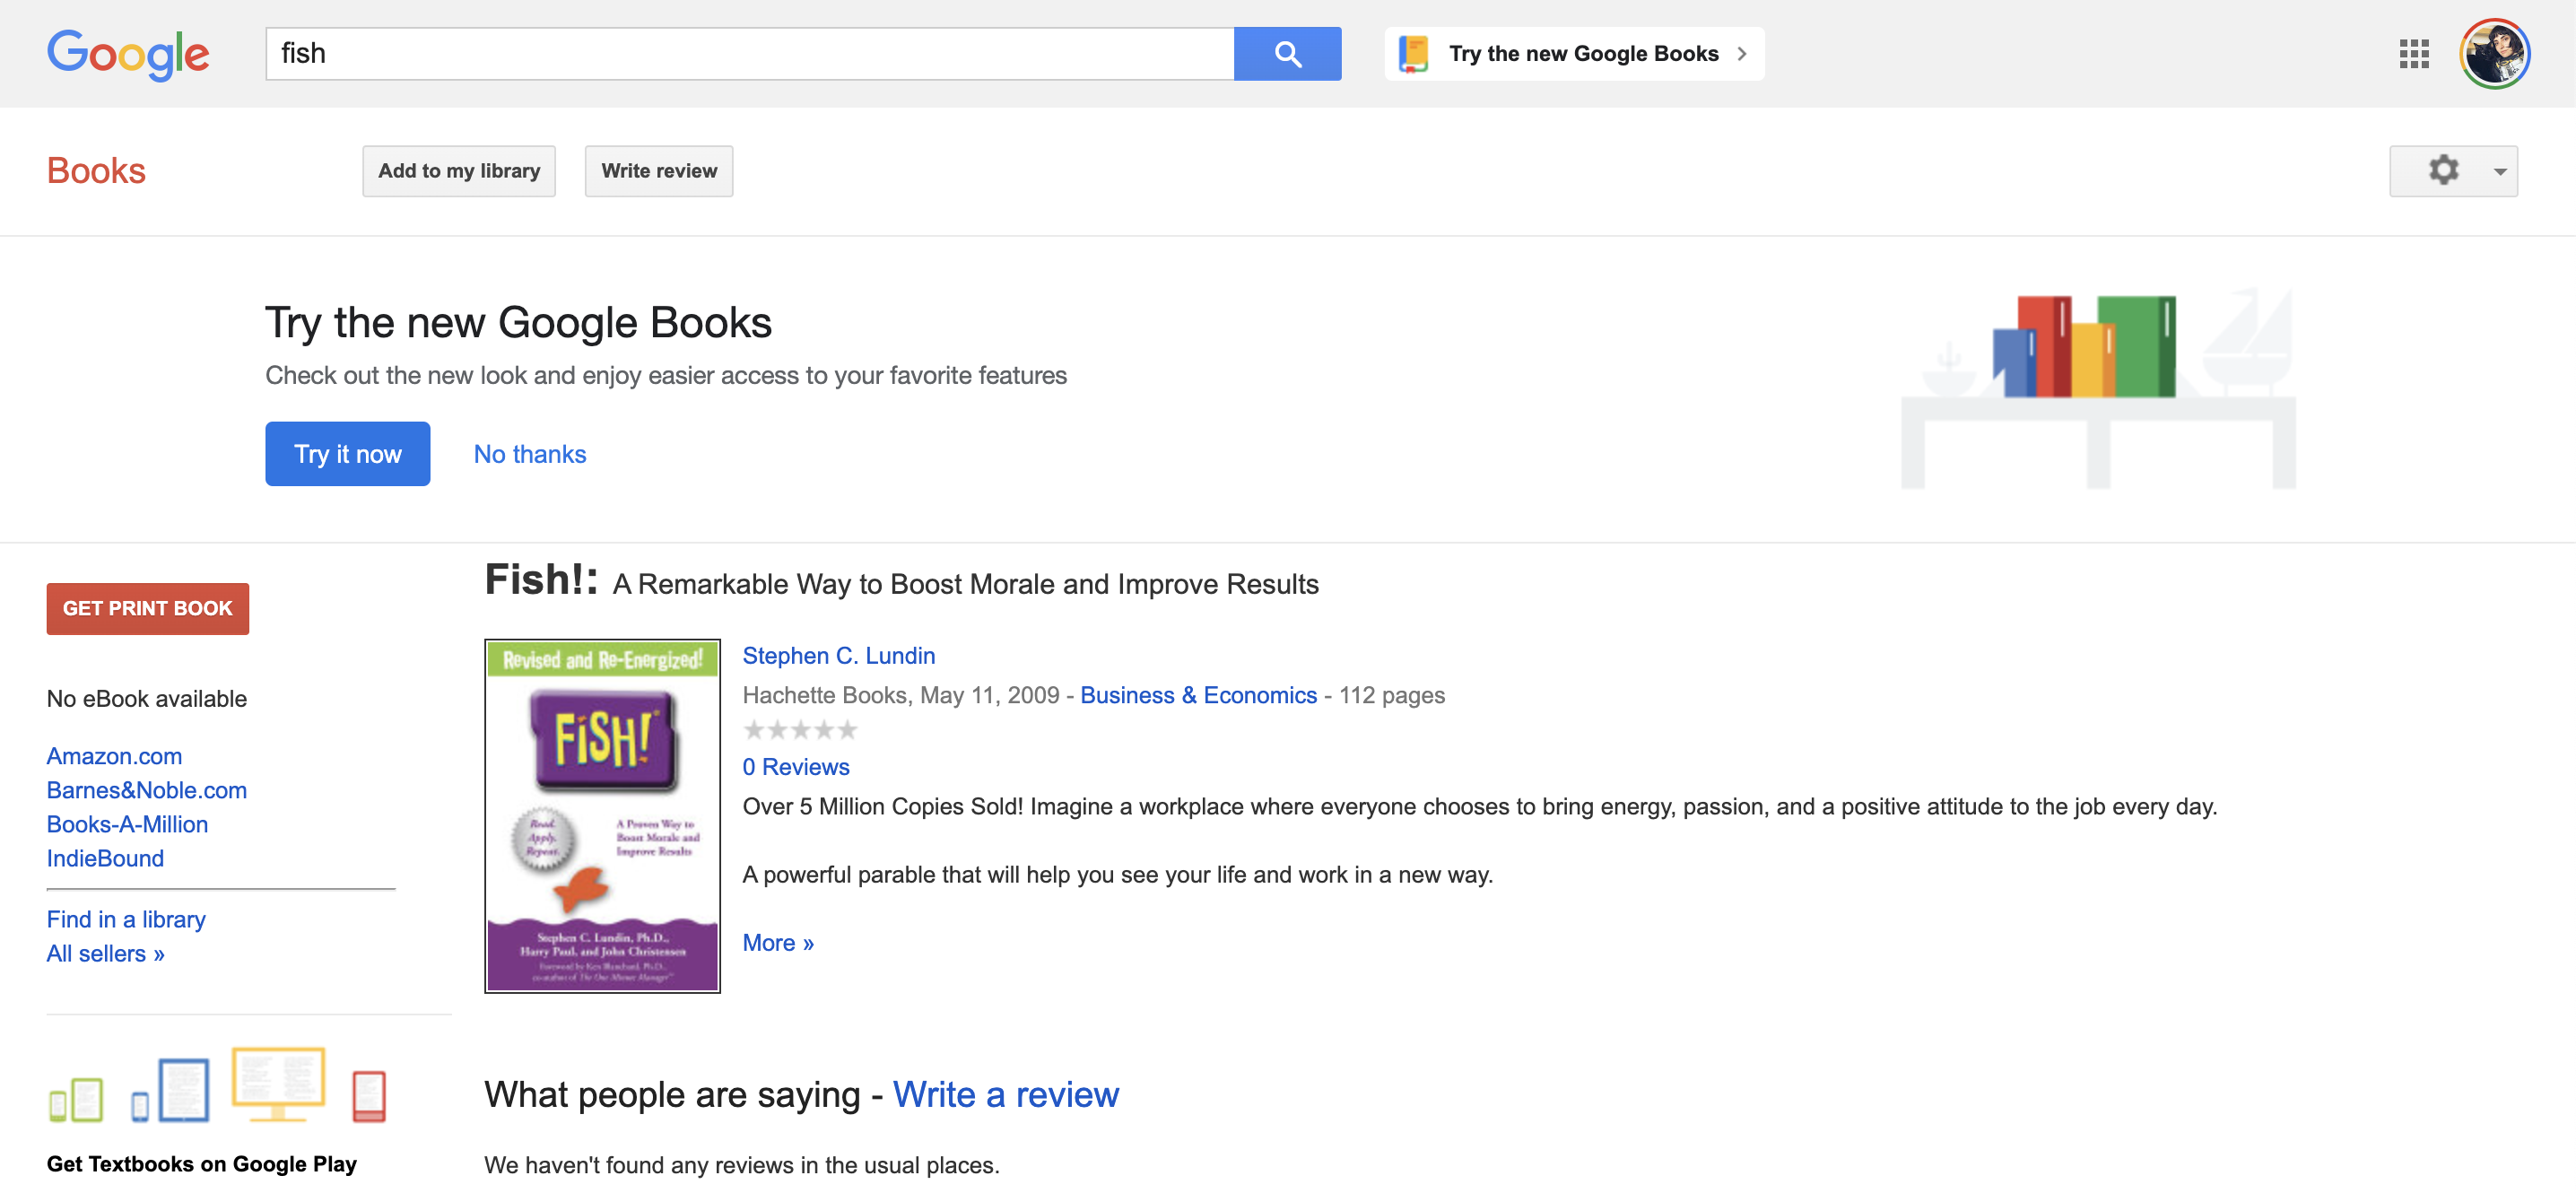 Google
fish
Try the new Google Books
Books
Add to my library
Write review
Try the new Google Books
Check out the new look and enjoy easier access to your favorite features
Try it now
No thanks
GET PRINT BOOK
No eBook available
Amazon.com
Barnes&Noble.com
Books-A-Million
IndieBound
Find in a library
All sellers »
Get Textbooks on Google Play
Fish!: A Remarkable Way to Boost Morale and Improve Results
Revised and Re-Energized!
FiSH!
Read.
Apply.
Repeat.
A Proven Way to
Boost Morale and
Improve Results
Stephen C. Lundin, Ph.D.,
Harry Paul, and John Christensen
Foreword by Ken Blanchard, Ph.D.,
co-author of The One Minute Manager™
Stephen C. Lundin
Hachette Books, May 11, 2009 - Business & Economics - 112 pages
0 Reviews
Over 5 Million Copies Sold! Imagine a workplace where everyone chooses to bring energy, passion, and a positive attitude to the job every day.
A powerful parable that will help you see your life and work in a new way.
More »
What people are saying - Write a review
We haven't found any reviews in the usual places.